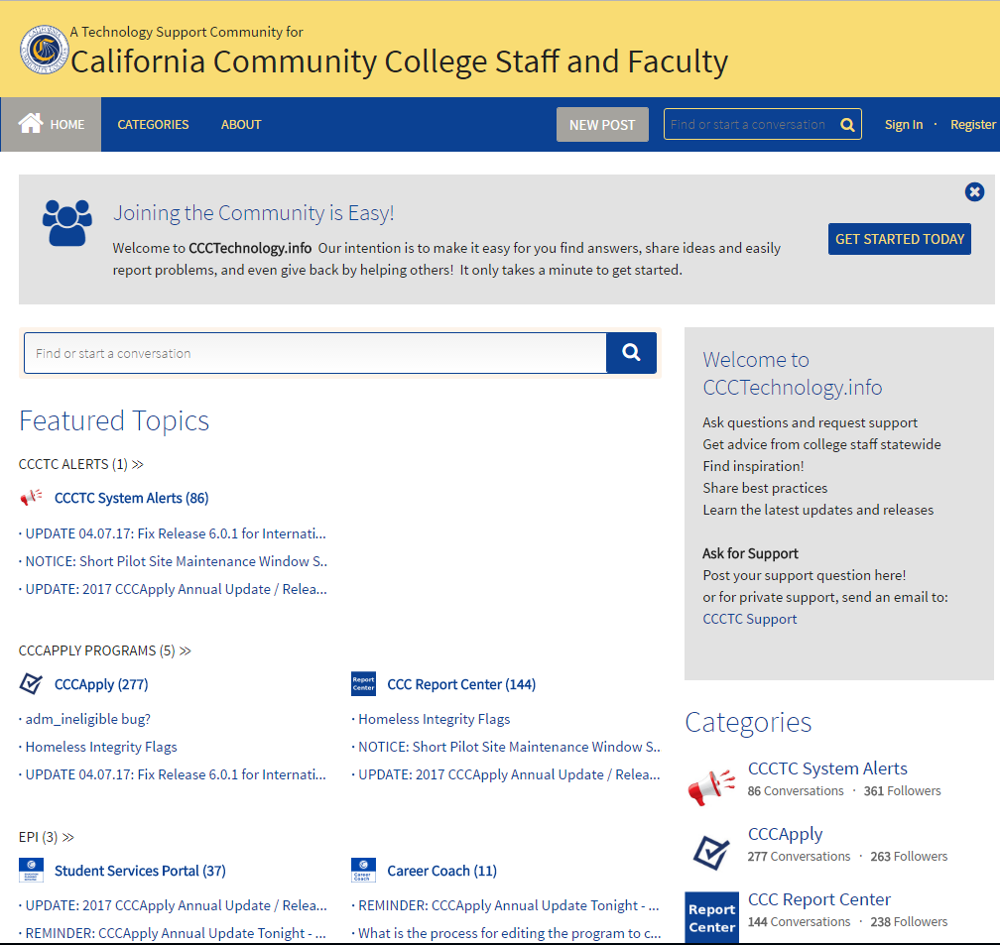 A Technology Support Community for
California Community College Staff and Faculty
HOME
CATEGORIES
ABOUT
NEW POST
Find or start a conversation
Sign In · Register
Joining the Community is Easy!
Welcome to CCCTechnology.info Our intention is to make it easy for you find answers, share ideas and easily
report problems, and even give back by helping others! It only takes a minute to get started.
GET STARTED TODAY
Find or start a conversation
Featured Topics
CCCTC ALERTS (1) >>
CCCTC System Alerts (86)
· UPDATE 04.07.17: Fix Release 6.0.1 for Internati...
· NOTICE: Short Pilot Site Maintenance Window S..
· UPDATE: 2017 CCCApply Annual Update / Relea...
CCCAPPLY PROGRAMS (5) >>
CCCApply (277)
· adm_ineligible bug?
· Homeless Integrity Flags
· UPDATE 04.07.17: Fix Release 6.0.1 for Internati...
Report
Center
CCC Report Center (144)
· Homeless Integrity Flags
· NOTICE: Short Pilot Site Maintenance Window S..
· UPDATE: 2017 CCCApply Annual Update / Relea...
EPI (3) >>
Student Services Portal (37)
· UPDATE: 2017 CCCApply Annual Update / Relea...
· REMINDER: CCCApply Annual Update Tonight - ...
Career
Coach
Career Coach (11)
· REMINDER: CCCApply Annual Update Tonight - ...
· What is the process for editing the program to c...
Welcome to
CCCTechnology.info
Ask questions and request support
Get advice from college staff statewide
Find inspiration!
Share best practices
Learn the latest updates and releases
Ask for Support
Post your support question here!
or for private support, send an email to:
CCCTC Support
Categories
CCCTC System Alerts
86 Conversations · 361 Followers
CCCApply
277 Conversations · 263 Followers
Report
Center
CCC Report Center
144 Conversations · 238 Followers